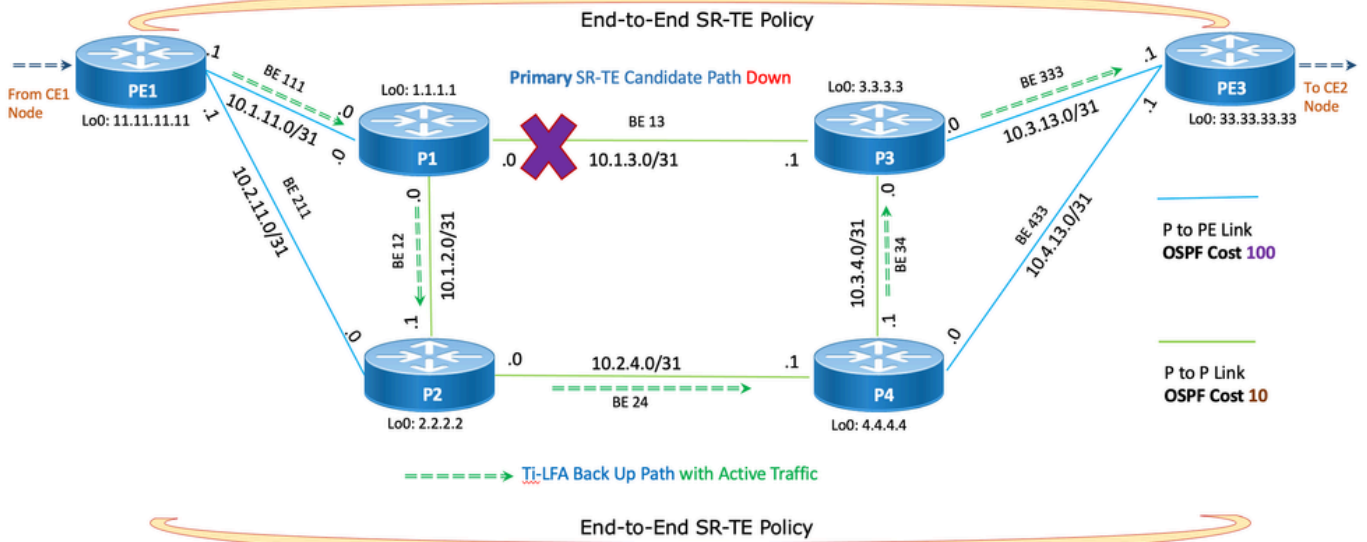 End-to-End SR-TE Policy
From CE1
Node
PE1
Lo0: 11.11.11.11
.1
.1
BE 111
10.1.11.0/31
.0
.0
Primary SR-TE Candidate Path Down
Lo0: 1.1.1.1
P1
.0
BE 13
10.1.3.0/31
.1
Lo0: 3.3.3.3
P3
.0
BE 333
10.3.13.0/31
.1
.1
PE3
Lo0: 33.33.33.33
To CE2
Node
BE 211
10.2.11.0/31
.0
.0
BE 12
10.1.2.0/31
.1
.0
10.3.4.0/31
BE 34
.1
BE 433
10.4.13.0/31
.0
P to PE Link
OSPF Cost 100
P2
Lo0: 2.2.2.2
.0
10.2.4.0/31
BE 24
.1
P4
Lo0: 4.4.4.4
P to P Link
OSPF Cost 10
Ti-LFA Back Up Path with Active Traffic
End-to-End SR-TE Policy